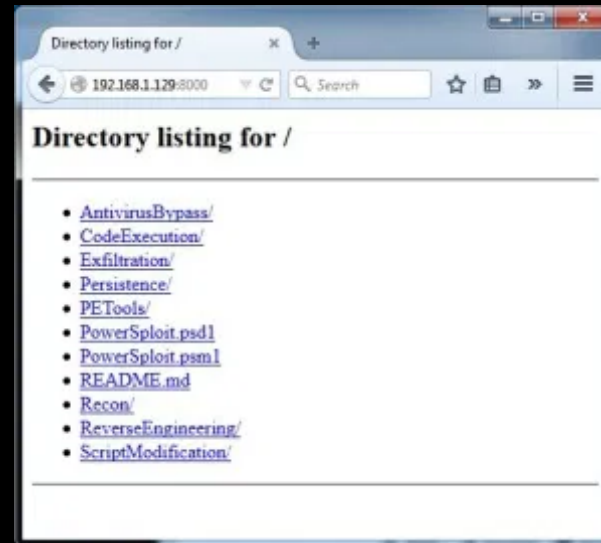 Directory listing for /
192.168.1.129:8000 Search
Directory listing for /
AntivirusBypass/
CodeExecution/
Exfiltration/
Persistence/
PETools/
PowerSploit.psd1
PowerSploit.psm1
README.md
Recon/
ReverseEngineering/
ScriptModification/